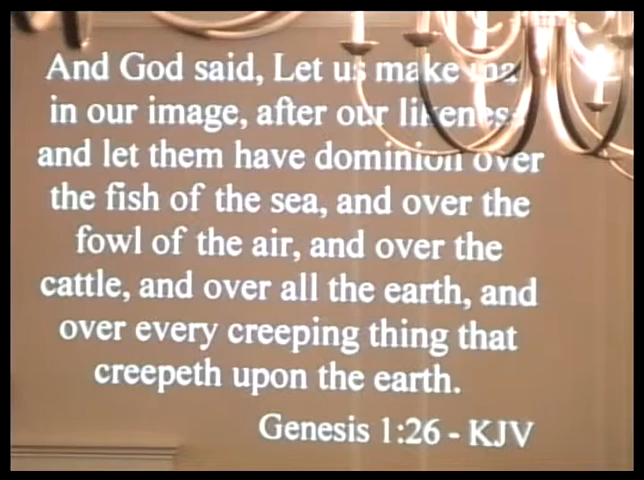 And God said, Let us make ma
in our image, after our likeness
and let them have dominion over
the fish of the sea, and over the
fowl of the air, and over the
cattle, and over all the earth, and
over every creeping thing that
creepeth upon the earth.
Genesis 1:26 - KJV